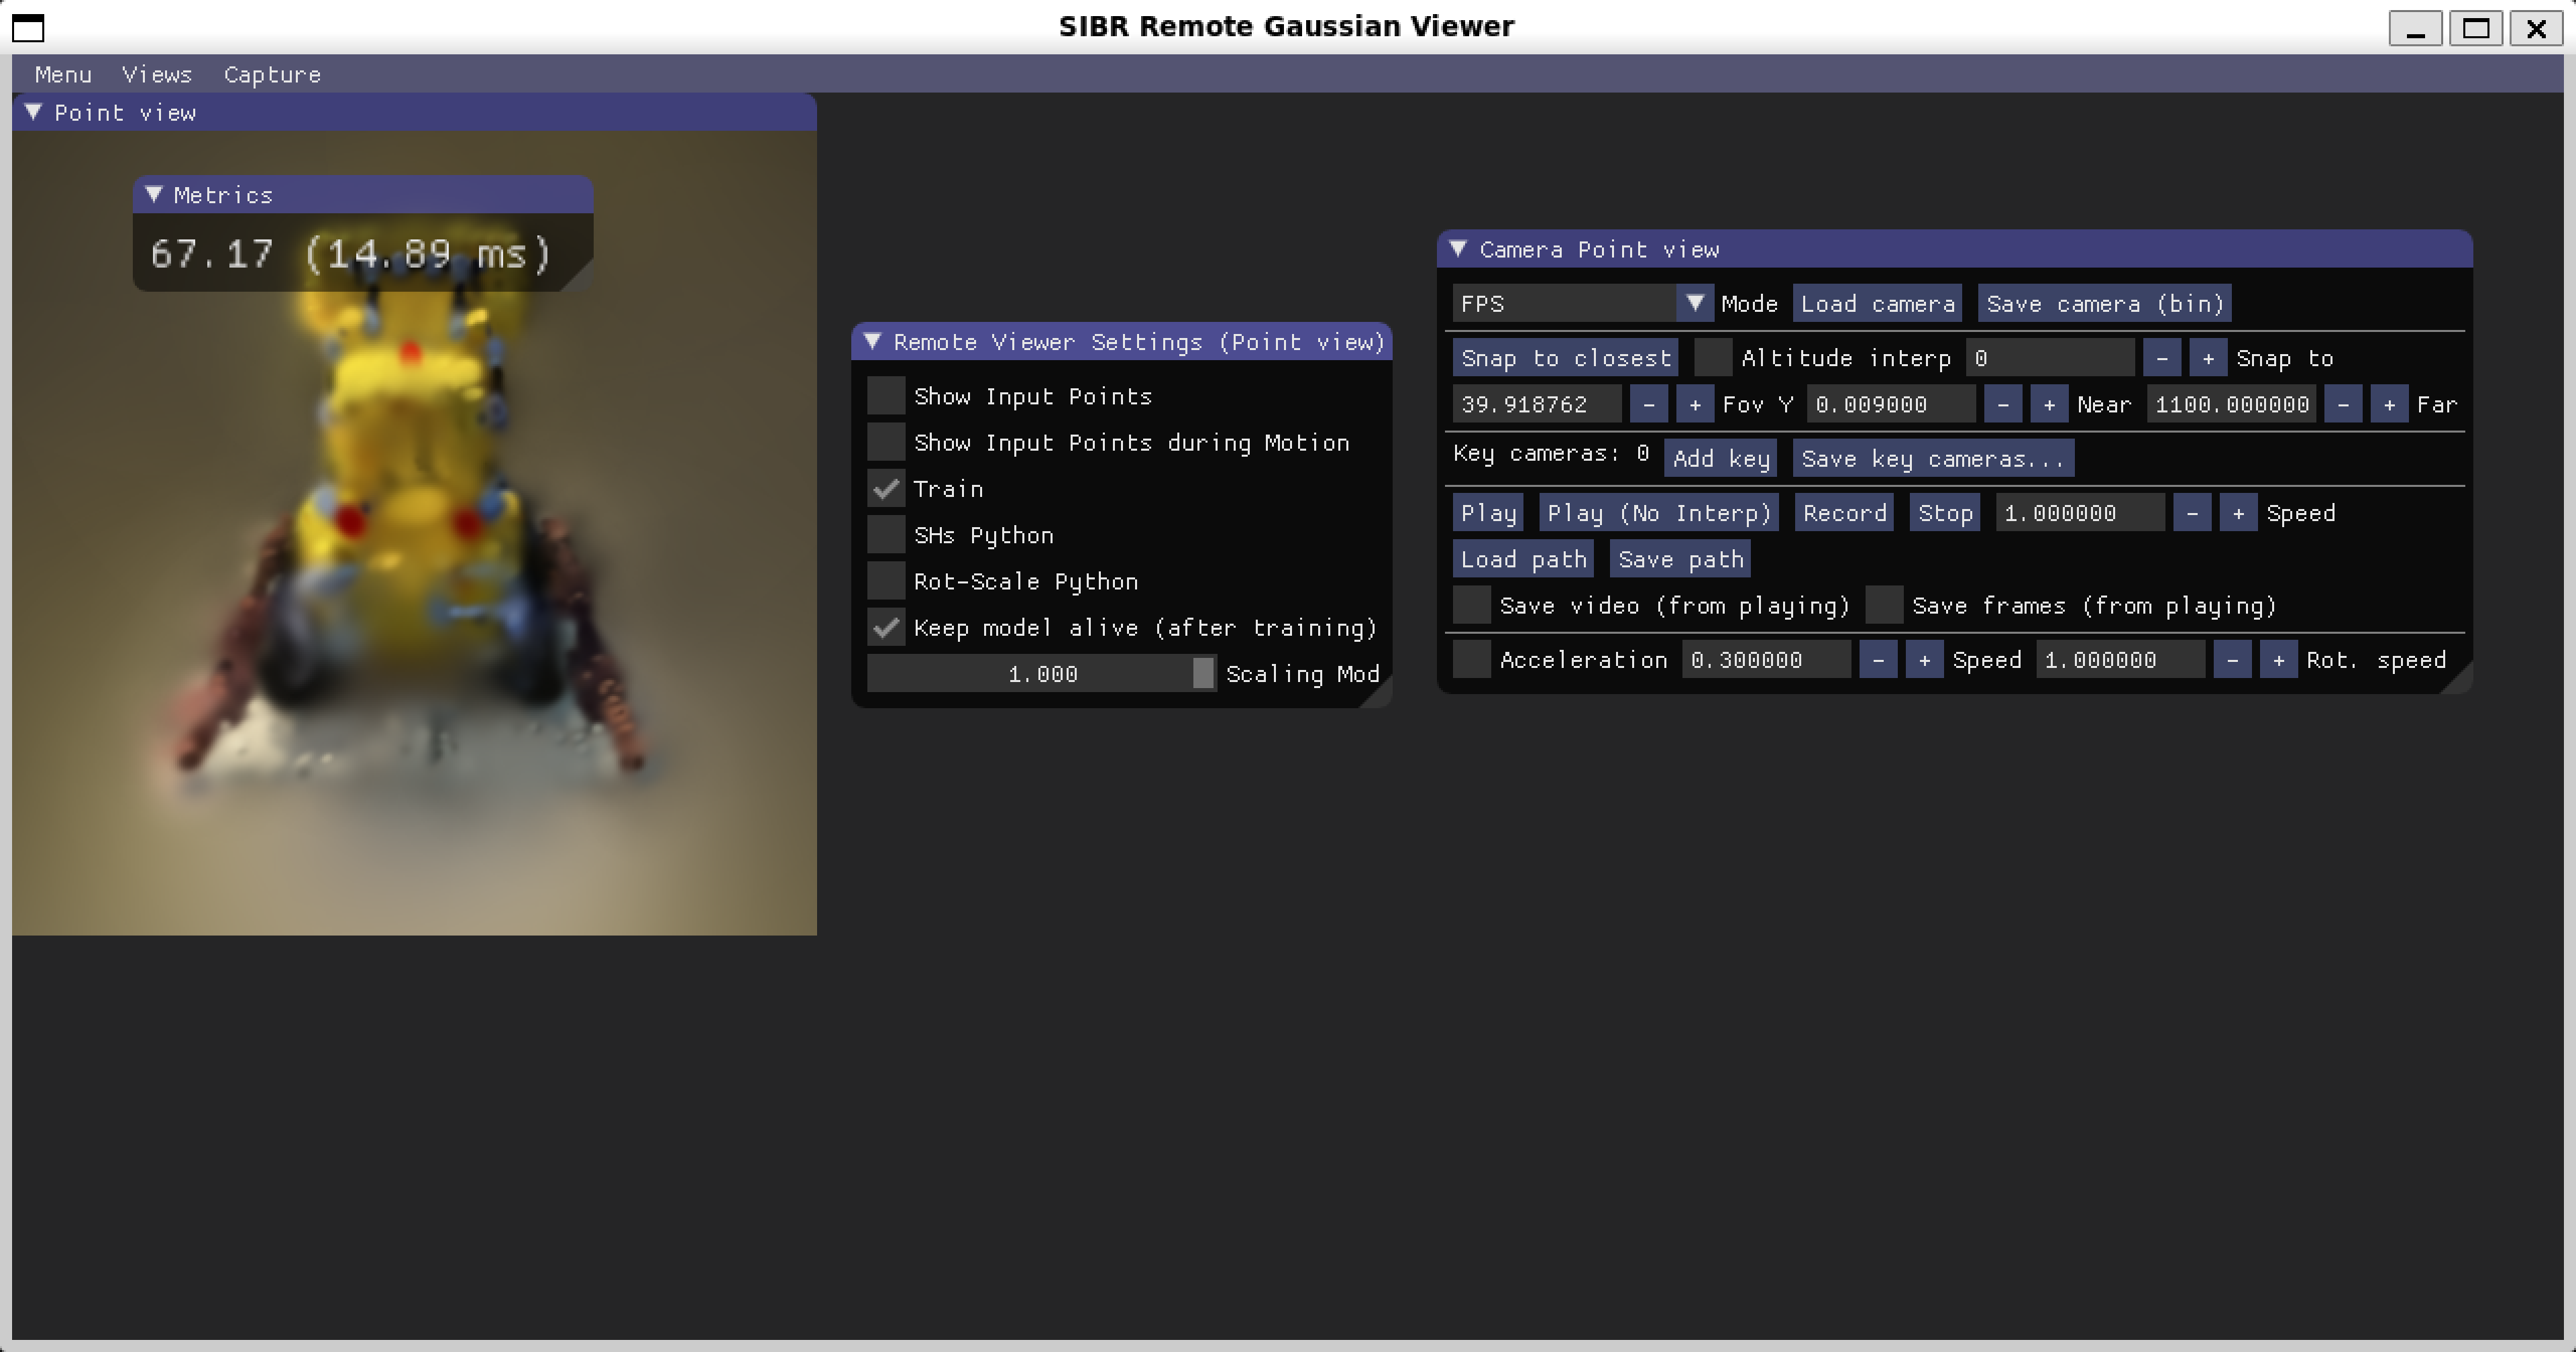 SIBR Remote Gaussian Viewer
Menu Views Capture
Point view
Metrics
67.17 (14.89 ms)
Remote Viewer Settings (Point view)
Show Input Points
Show Input Points during Motion
Train
SHs Python
Rot-Scale Python
Keep model alive (after training)
1.000 Scaling Mod
Camera Point view
FPS Mode Load camera Save camera (bin)
Snap to closest Altitude interp 0 - + Snap to
39.918762 - + Fov Y 0.009000 - + Near 1100.000000 - + Far
Key cameras: 0 Add key Save key cameras...
Play Play (No Interp) Record Stop 1.000000 - + Speed
Load path Save path
Save video (from playing) Save frames (from playing)
Acceleration 0.300000 - + Speed 1.000000 - + Rot. speed